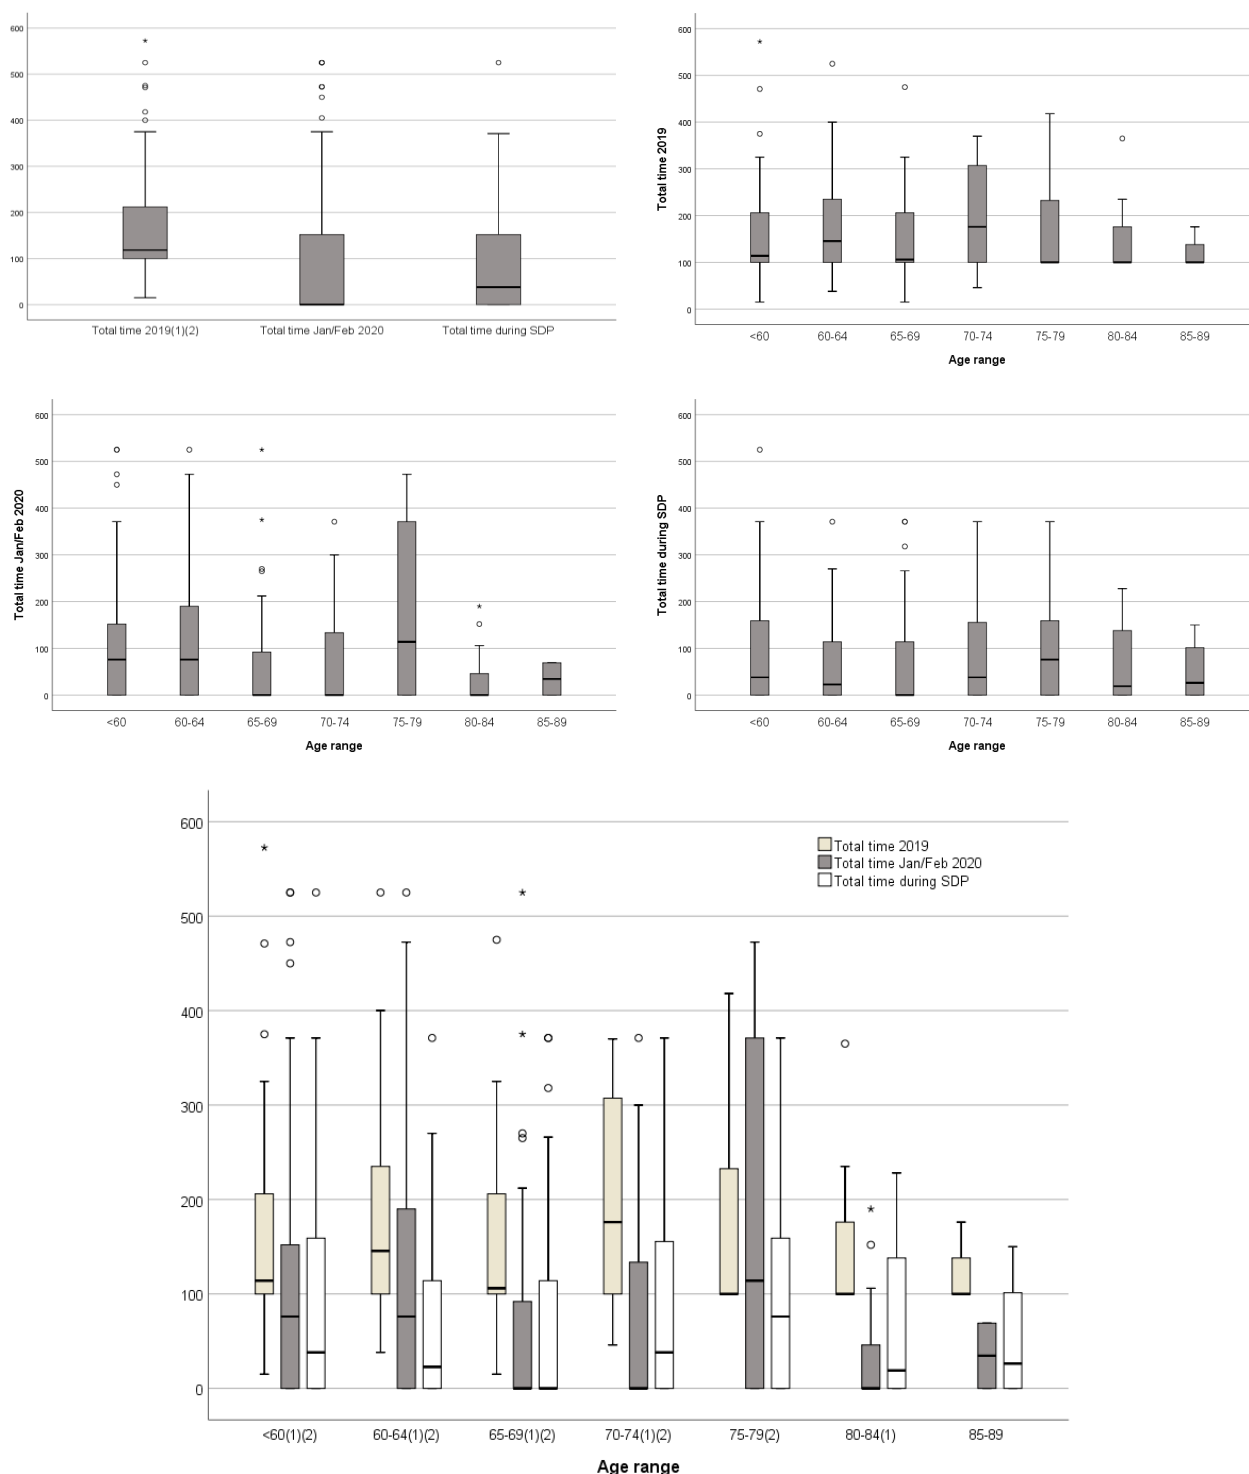 600
500
400
300
200
100
0
Total time 2019(1)(2) Total time Jan/Feb 2020 Total time during SDP
Total time 2019
600
500
400
300
200
100
0
<60 60-64 65-69 70-74 75-79 80-84 85-89
Age range
Total time Jan/Feb 2020
600
500
400
300
200
100
0
<60 60-64 65-69 70-74 75-79 80-84 85-89
Age range
Total time during SDP
600
500
400
300
200
100
0
<60 60-64 65-69 70-74 75-79 80-84 85-89
Age range
600
500
400
300
200
100
0
Total time 2019
Total time Jan/Feb 2020
Total time during SDP
<60(1)(2) 60-64(1)(2) 65-69(1)(2) 70-74(1)(2) 75-79(2) 80-84(1) 85-89
Age range